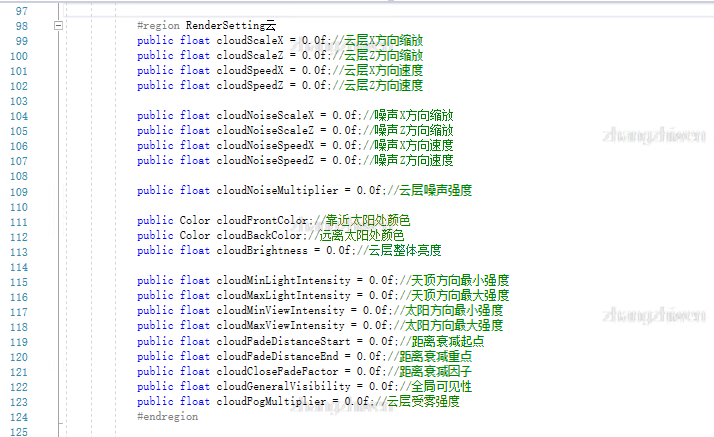 97
98 #region RenderSetting云
99 public float cloudScaleX = 0.0f;//云层X方向缩放
100 public float cloudScaleZ = 0.0f;//云层Z方向缩放
101 public float cloudSpeedX = 0.0f;//云层X方向速度
102 public float cloudSpeedZ = 0.0f;//云层Z方向速度
103
104 public float cloudNoiseScaleX = 0.0f;//噪声X方向缩放
105 public float cloudNoiseScaleZ = 0.0f;//噪声Z方向缩放
106 public float cloudNoiseSpeedX = 0.0f;//噪声X方向速度
107 public float cloudNoiseSpeedZ = 0.0f;//噪声Z方向速度
108
109 public float cloudNoiseMultiplier = 0.0f;//云层噪声强度
110
111 public Color cloudFrontColor;//靠近太阳处颜色
112 public Color cloudBackColor;//远离太阳处颜色
113 public float cloudBrightness = 0.0f;//云层整体亮度
114
115 public float cloudMinLightIntensity = 0.0f;//天顶方向最小强度
116 public float cloudMaxLightIntensity = 0.0f;//天顶方向最大强度
117 public float cloudMinViewIntensity = 0.0f;//太阳方向最小强度
118 public float cloudMaxViewIntensity = 0.0f;//太阳方向最大强度
119 public float cloudFadeDistanceStart = 0.0f;//距离衰减起点
120 public float cloudFadeDistanceEnd = 0.0f;//距离衰减重点
121 public float cloudCloseFadeFactor = 0.0f;//距离衰减因子
122 public float cloudGeneralVisibility = 0.0f;//全局可见性
123 public float cloudFogMultiplier = 0.0f;//云层受雾强度
124 #endregion
125
zhangzhiwen
zhangzhiwen
zhangzhiwen
zhangzhiwen
zhangzhiwen